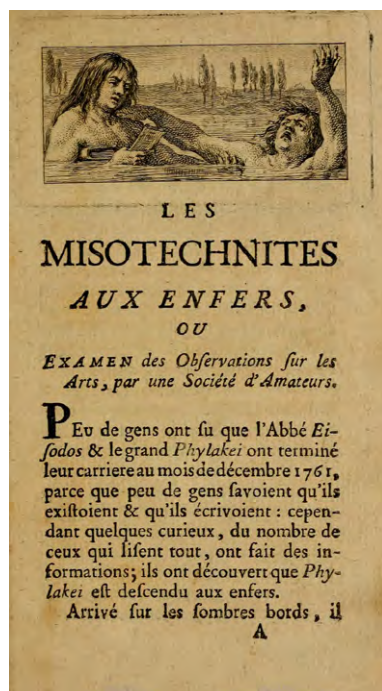 LES
MISOTECHNITES
AUX ENFERS,
OU
EXAMEN des Obſervations ſur les
Arts, par une Société d'Amateurs.
PEU de gens ont ſu que l'Abbé Ei-
ſodos & le grand Phylakei ont terminé
leur carriere au mois de décembre 1761,
parce que peu de gens ſavoient qu'ils
exiſtoient & qu'ils écrivoient : cepen-
dant quelques curieux, du nombre de
ceux qui liſent tout, ont fait des in-
formations; ils ont découvert que Phy-
lakei eſt deſcendu aux enfers.
Arrivé ſur les ſombres bords, il
A